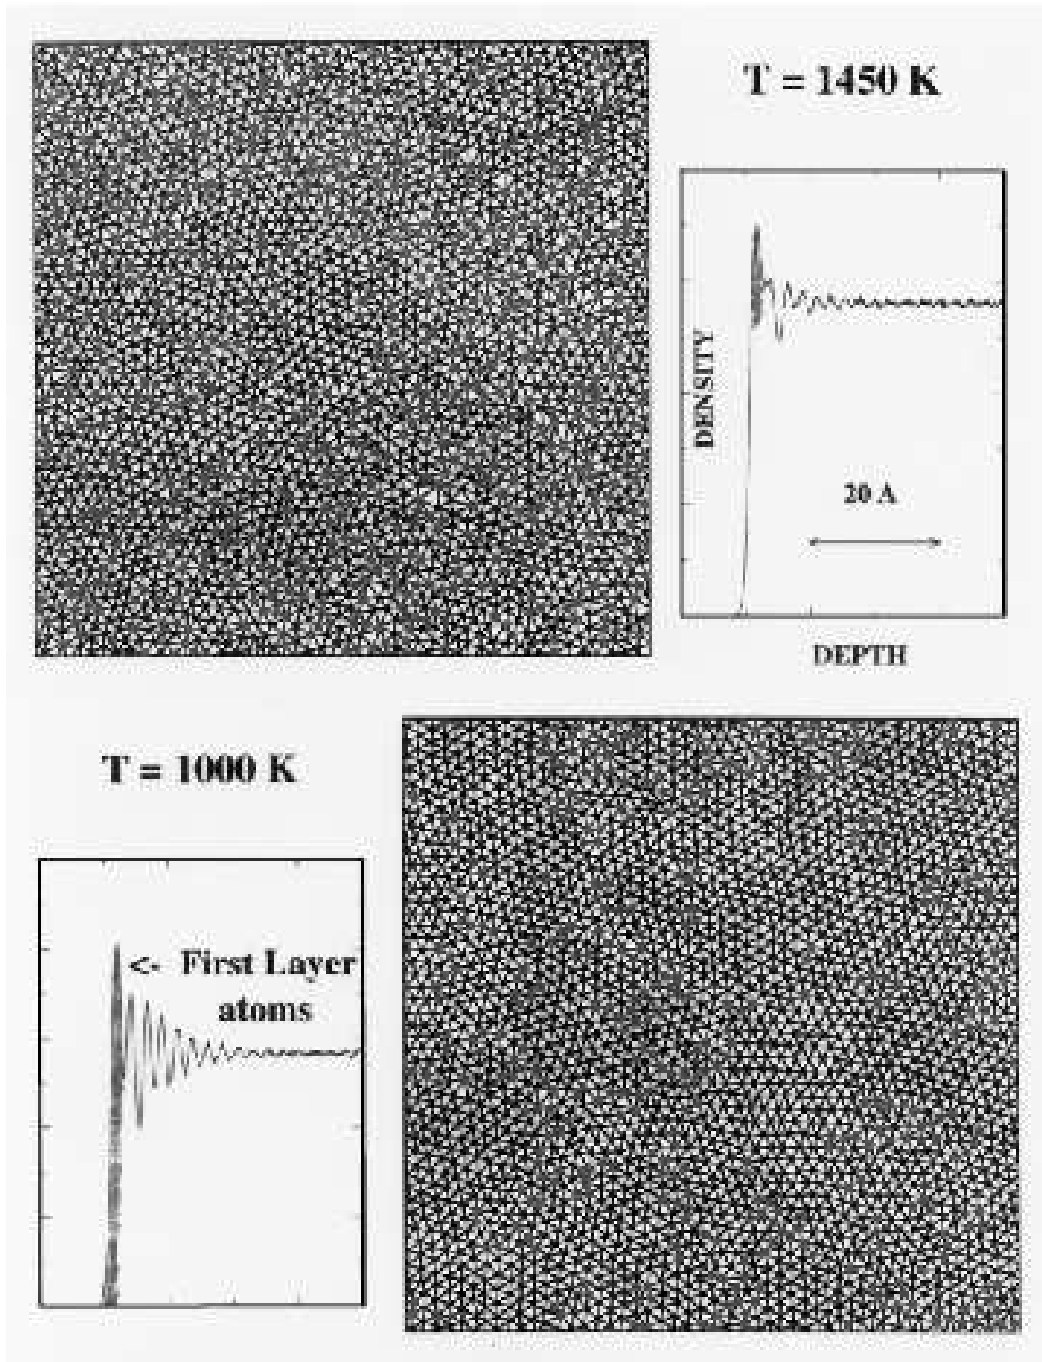 T = 1450 K
DENSITY
20 A
DEPTH
T = 1000 K
<- First Layer
atoms